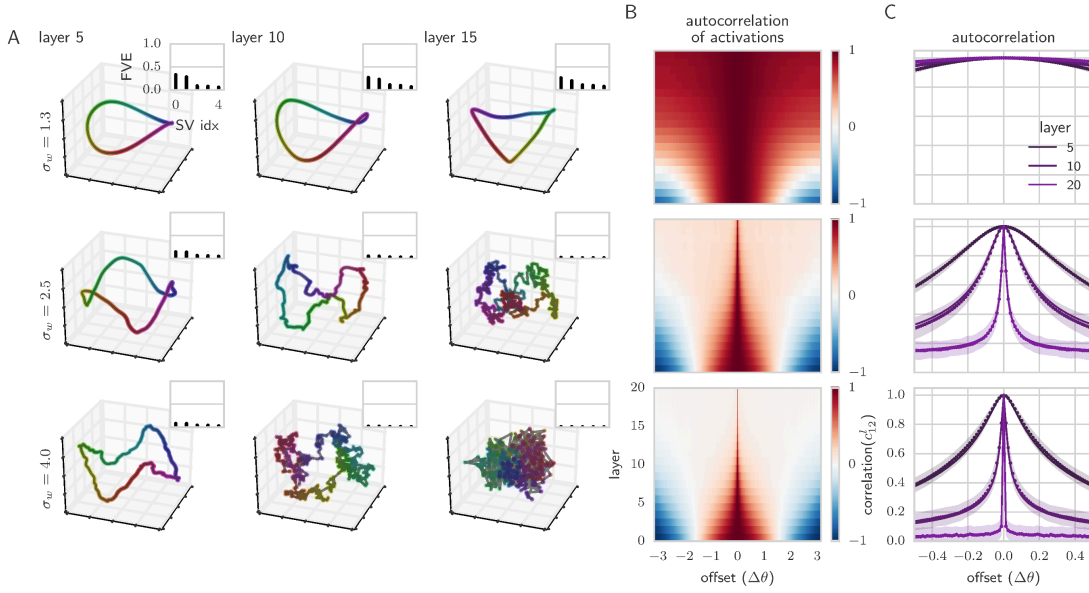 A
layer 5
layer 10
layer 15
FVE
1.0
0.5
0.0
0
4
SV idx
σ_w = 1.3
σ_w = 2.5
σ_w = 4.0
B
autocorrelation
of activations
1
0
−1
1
0
−1
1
0
−1
layer
20
15
10
5
0
−3
−2
−1
0
1
2
3
offset (Δθ)
C
autocorrelation
layer
5
10
20
correlation(c^l_12)
1.0
0.8
0.6
0.4
0.2
0.0
−0.4
−0.2
0.0
0.2
0.4
offset (Δθ)